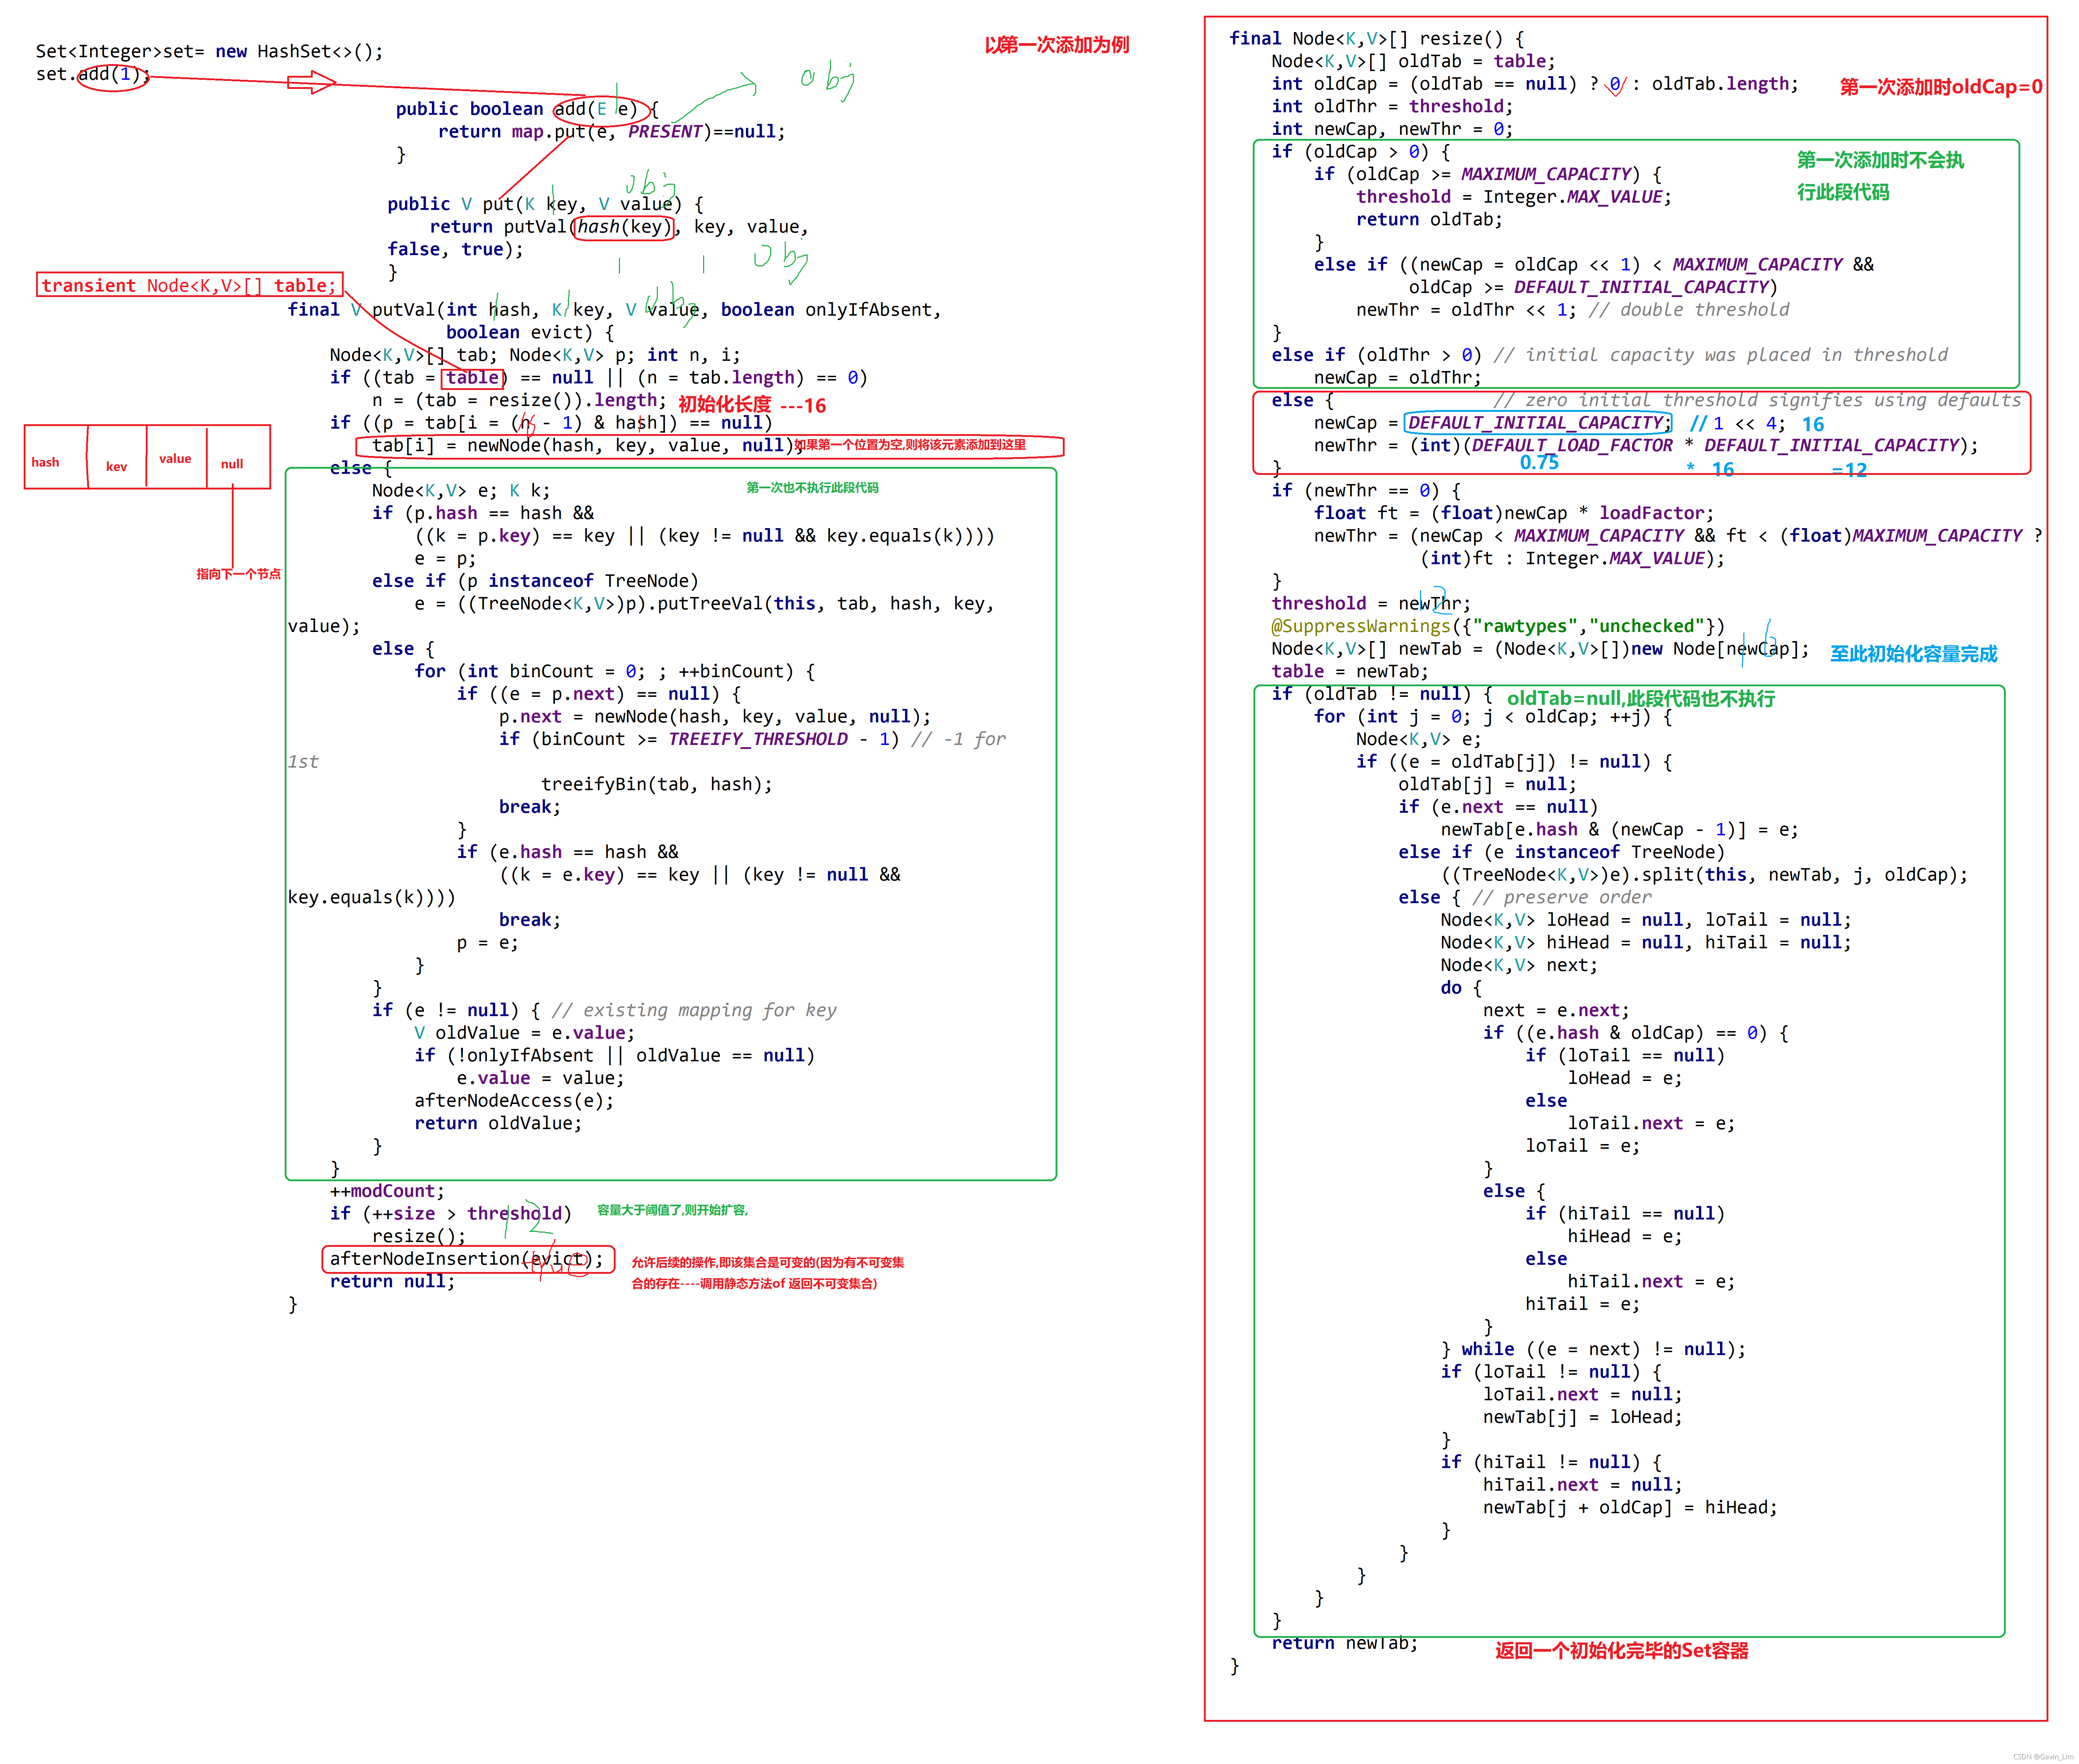 以第一次添加为例
Set<Integer>set= new HashSet<>();
set.add(1);
obj
public boolean add(E e) {
return map.put(e, PRESENT)==null;
}
obj
public V put(K key, V value) {
return putVal(hash(key), key, value,
false, true);
}
obj
transient Node<K,V>[] table;
obj
final V putVal(int hash, K key, V value, boolean onlyIfAbsent,
boolean evict) {
Node<K,V>[] tab; Node<K,V> p; int n, i;
if ((tab = table) == null || (n = tab.length) == 0)
n = (tab = resize()).length; 初始化长度 ---16
if ((p = tab[i = (n - 1) & hash]) == null)
16
tab[i] = newNode(hash, key, value, null); 如果第一个位置为空,则将该元素添加到这里
hash kev value null
指向下一个节点
else {
第一次也不执行此段代码
Node<K,V> e; K k;
if (p.hash == hash &&
((k = p.key) == key || (key != null && key.equals(k))))
e = p;
else if (p instanceof TreeNode)
e = ((TreeNode<K,V>)p).putTreeVal(this, tab, hash, key,
value);
else {
for (int binCount = 0; ; ++binCount) {
if ((e = p.next) == null) {
p.next = newNode(hash, key, value, null);
if (binCount >= TREEIFY_THRESHOLD - 1) // -1 for
1st
treeifyBin(tab, hash);
break;
}
if (e.hash == hash &&
((k = e.key) == key || (key != null &&
key.equals(k))))
break;
p = e;
}
}
if (e != null) { // existing mapping for key
V oldValue = e.value;
if (!onlyIfAbsent || oldValue == null)
e.value = value;
afterNodeAccess(e);
return oldValue;
}
}
++modCount;
if (++size > threshold) 容量大于阈值了,则开始扩容,
12
resize();
afterNodeInsertion(evict); 允许后续的操作,即该集合是可变的(因为有不可变集
true
合的存在----调用静态方法of 返回不可变集合)
return null;
}
final Node<K,V>[] resize() {
Node<K,V>[] oldTab = table;
int oldCap = (oldTab == null) ? 0 : oldTab.length; 第一次添加时oldCap=0
int oldThr = threshold;
int newCap, newThr = 0;
if (oldCap > 0) {
第一次添加时不会执
行此段代码
if (oldCap >= MAXIMUM_CAPACITY) {
threshold = Integer.MAX_VALUE;
return oldTab;
}
else if ((newCap = oldCap << 1) < MAXIMUM_CAPACITY &&
oldCap >= DEFAULT_INITIAL_CAPACITY)
newThr = oldThr << 1; // double threshold
}
else if (oldThr > 0) // initial capacity was placed in threshold
newCap = oldThr;
else { // zero initial threshold signifies using defaults
newCap = DEFAULT_INITIAL_CAPACITY; // 1 << 4; 16
newThr = (int)(DEFAULT_LOAD_FACTOR * DEFAULT_INITIAL_CAPACITY);
0.75 * 16 =12
}
if (newThr == 0) {
float ft = (float)newCap * loadFactor;
newThr = (newCap < MAXIMUM_CAPACITY && ft < (float)MAXIMUM_CAPACITY ?
(int)ft : Integer.MAX_VALUE);
}
threshold = newThr;
12
@SuppressWarnings({"rawtypes","unchecked"})
Node<K,V>[] newTab = (Node<K,V>[])new Node[newCap]; 至此初始化容量完成
16
table = newTab;
if (oldTab != null) { oldTab=null,此段代码也不执行
for (int j = 0; j < oldCap; ++j) {
Node<K,V> e;
if ((e = oldTab[j]) != null) {
oldTab[j] = null;
if (e.next == null)
newTab[e.hash & (newCap - 1)] = e;
else if (e instanceof TreeNode)
((TreeNode<K,V>)e).split(this, newTab, j, oldCap);
else { // preserve order
Node<K,V> loHead = null, loTail = null;
Node<K,V> hiHead = null, hiTail = null;
Node<K,V> next;
do {
next = e.next;
if ((e.hash & oldCap) == 0) {
if (loTail == null)
loHead = e;
else
loTail.next = e;
loTail = e;
}
else {
if (hiTail == null)
hiHead = e;
else
hiTail.next = e;
hiTail = e;
}
} while ((e = next) != null);
if (loTail != null) {
loTail.next = null;
newTab[j] = loHead;
}
if (hiTail != null) {
hiTail.next = null;
newTab[j + oldCap] = hiHead;
}
}
}
}
}
return newTab; 返回一个初始化完毕的Set容器
}
CSDN @Gavin_Lim